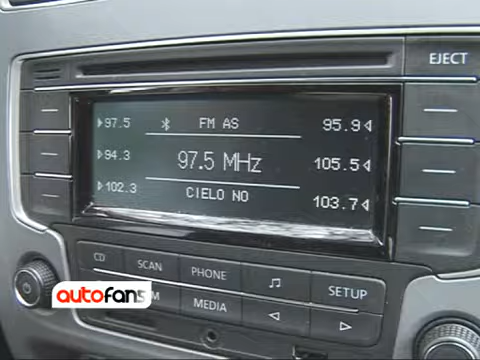 EJECT
97.5 FM AS 95.9
94.3 97.5 MHz 105.5
102.3 CIELO NO 103.7
CD SCAN PHONE SETUP
MEDIA
autofans